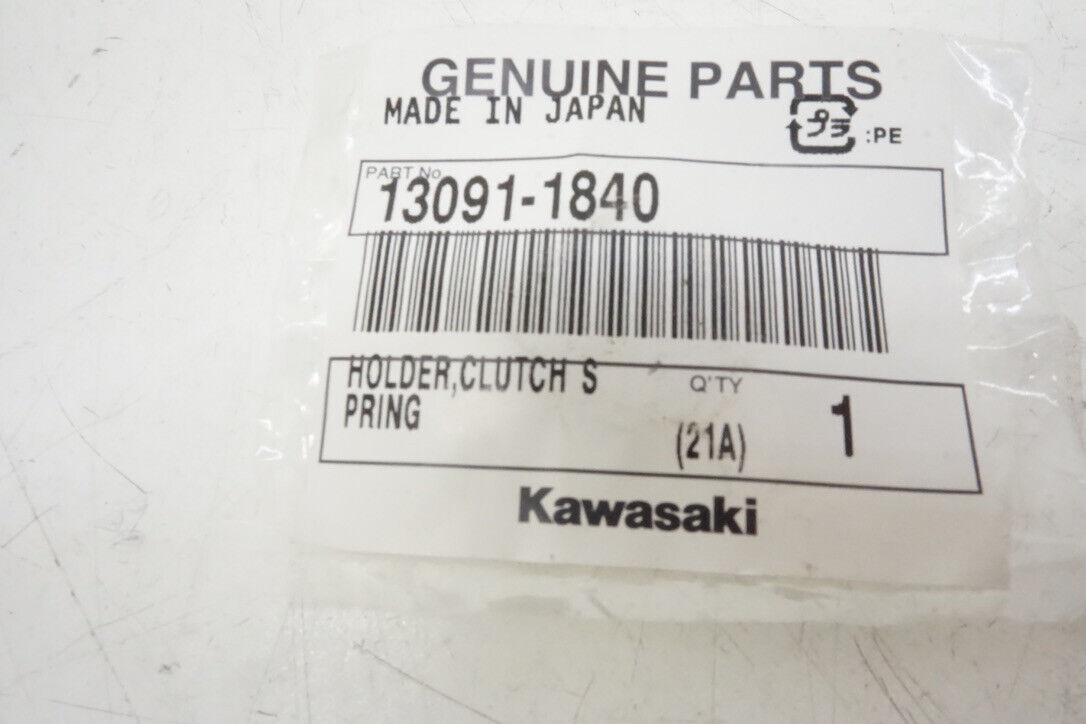 GENUINE PARTS
MADE IN JAPAN
プラ :PE
PART No.
13091-1840
HOLDER,CLUTCH S
PRING
Q'TY
(21A)
1
Kawasaki